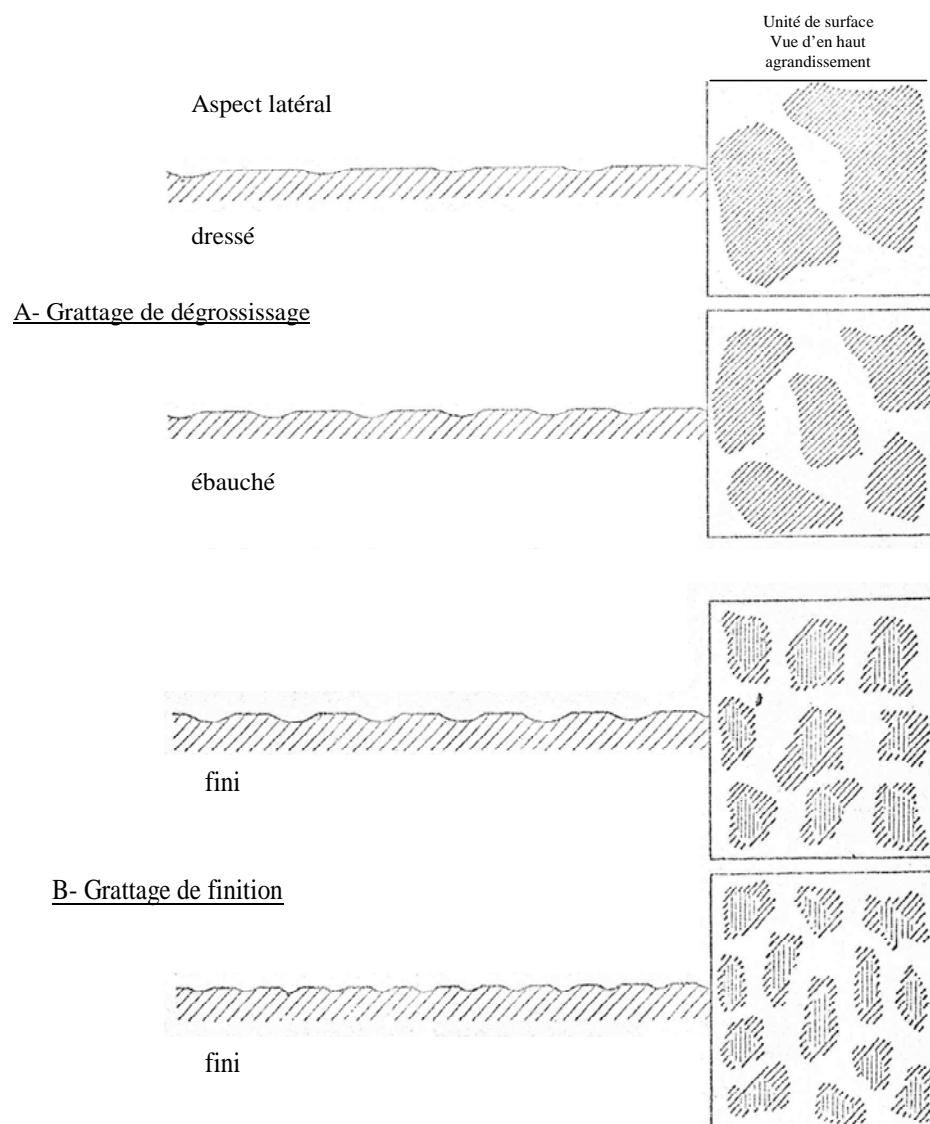 Unité de surface
Vue d'en haut
agrandissement
Aspect latéral
dressé
A- Grattage de dégrossissage
ébauché
fini
B- Grattage de finition
fini